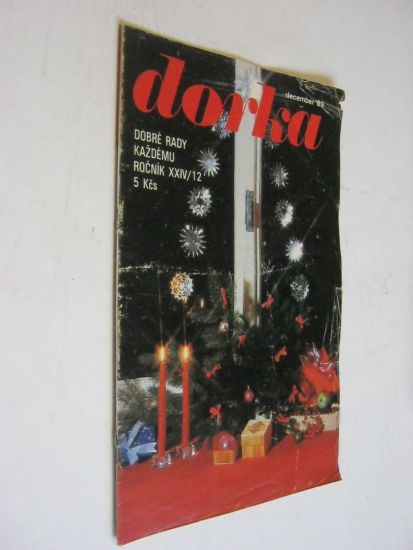 dorka
december '89
DOBRÉ RADY
KAŽDÉMU
ROČNÍK XXIV/12
5 Kčs